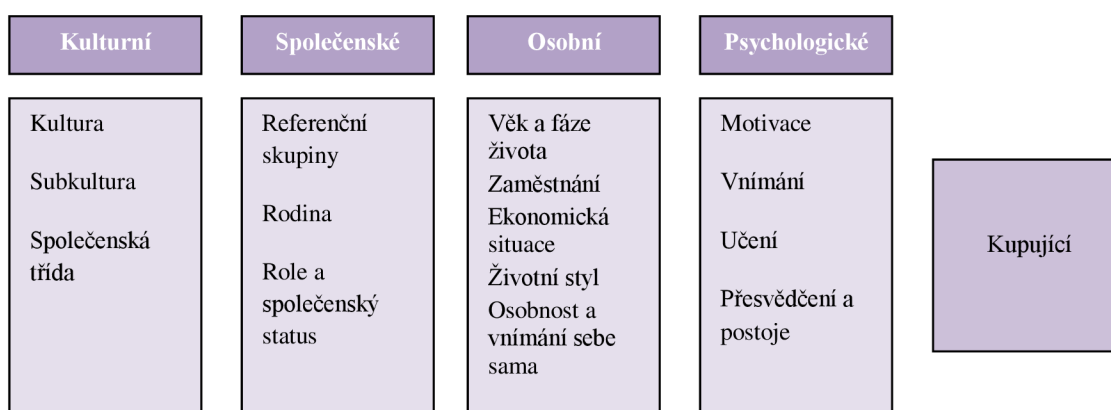 Kulturní
Společenské
Osobní
Psychologické
Kultura
Subkultura
Společenská
třída
Referenční
skupiny
Rodina
Role a
společenský
status
Věk a fáze
života
Zaměstnání
Ekonomická
situace
Životní styl
Osobnost a
vnímání sebe
sama
Motivace
Vnímání
Učení
Přesvědčení a
postoje
Kupující